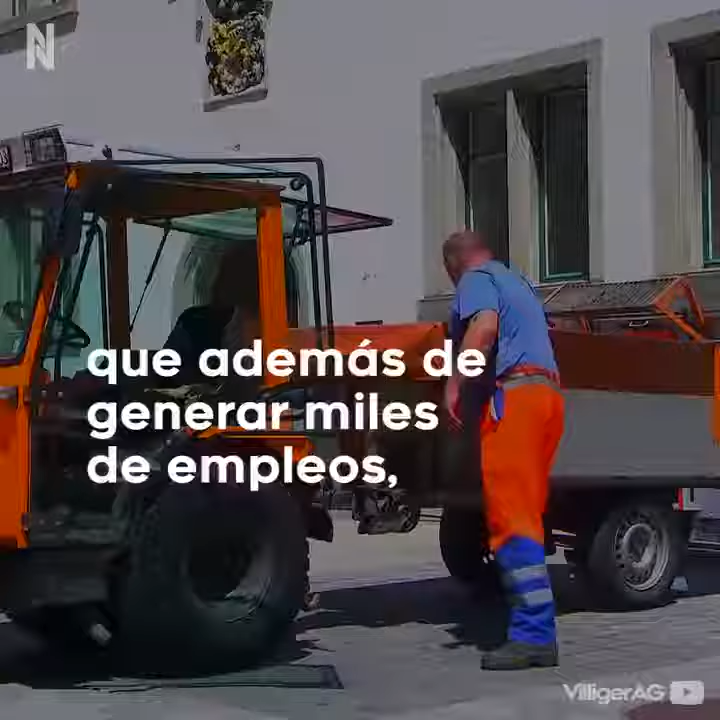 N
que además de
generar miles
de empleos,
VilligerAG